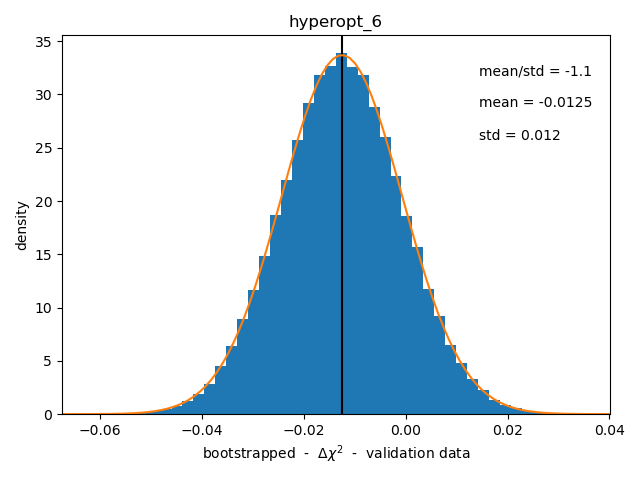 hyperopt_6
35
30
25
20
15
10
5
0
density
mean/std = -1.1
mean = -0.0125
std = 0.012
−0.06 −0.04 −0.02 0.00 0.02 0.04
bootstrapped - Δχ² - validation data